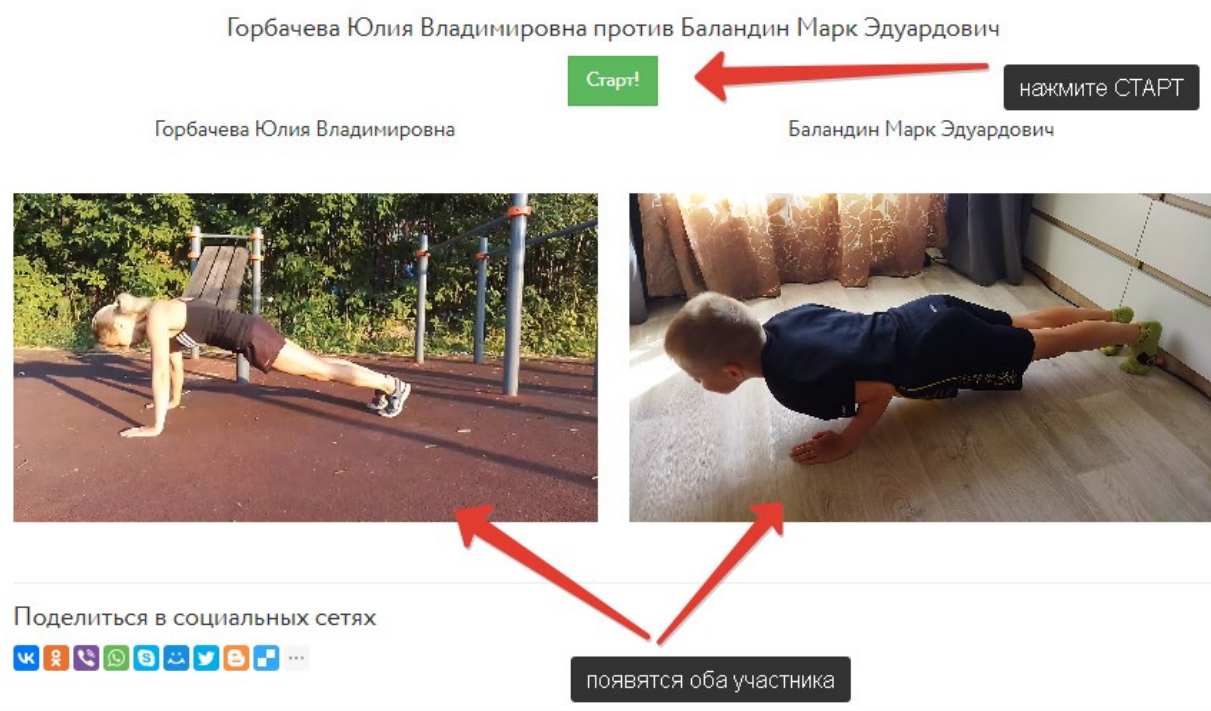 Горбачева Юлия Владимировна против Баландин Марк Эдуардович
Старт!
нажмите СТАРТ
Горбачева Юлия Владимировна
Баландин Марк Эдуардович
Поделиться в социальных сетях
появятся оба участника